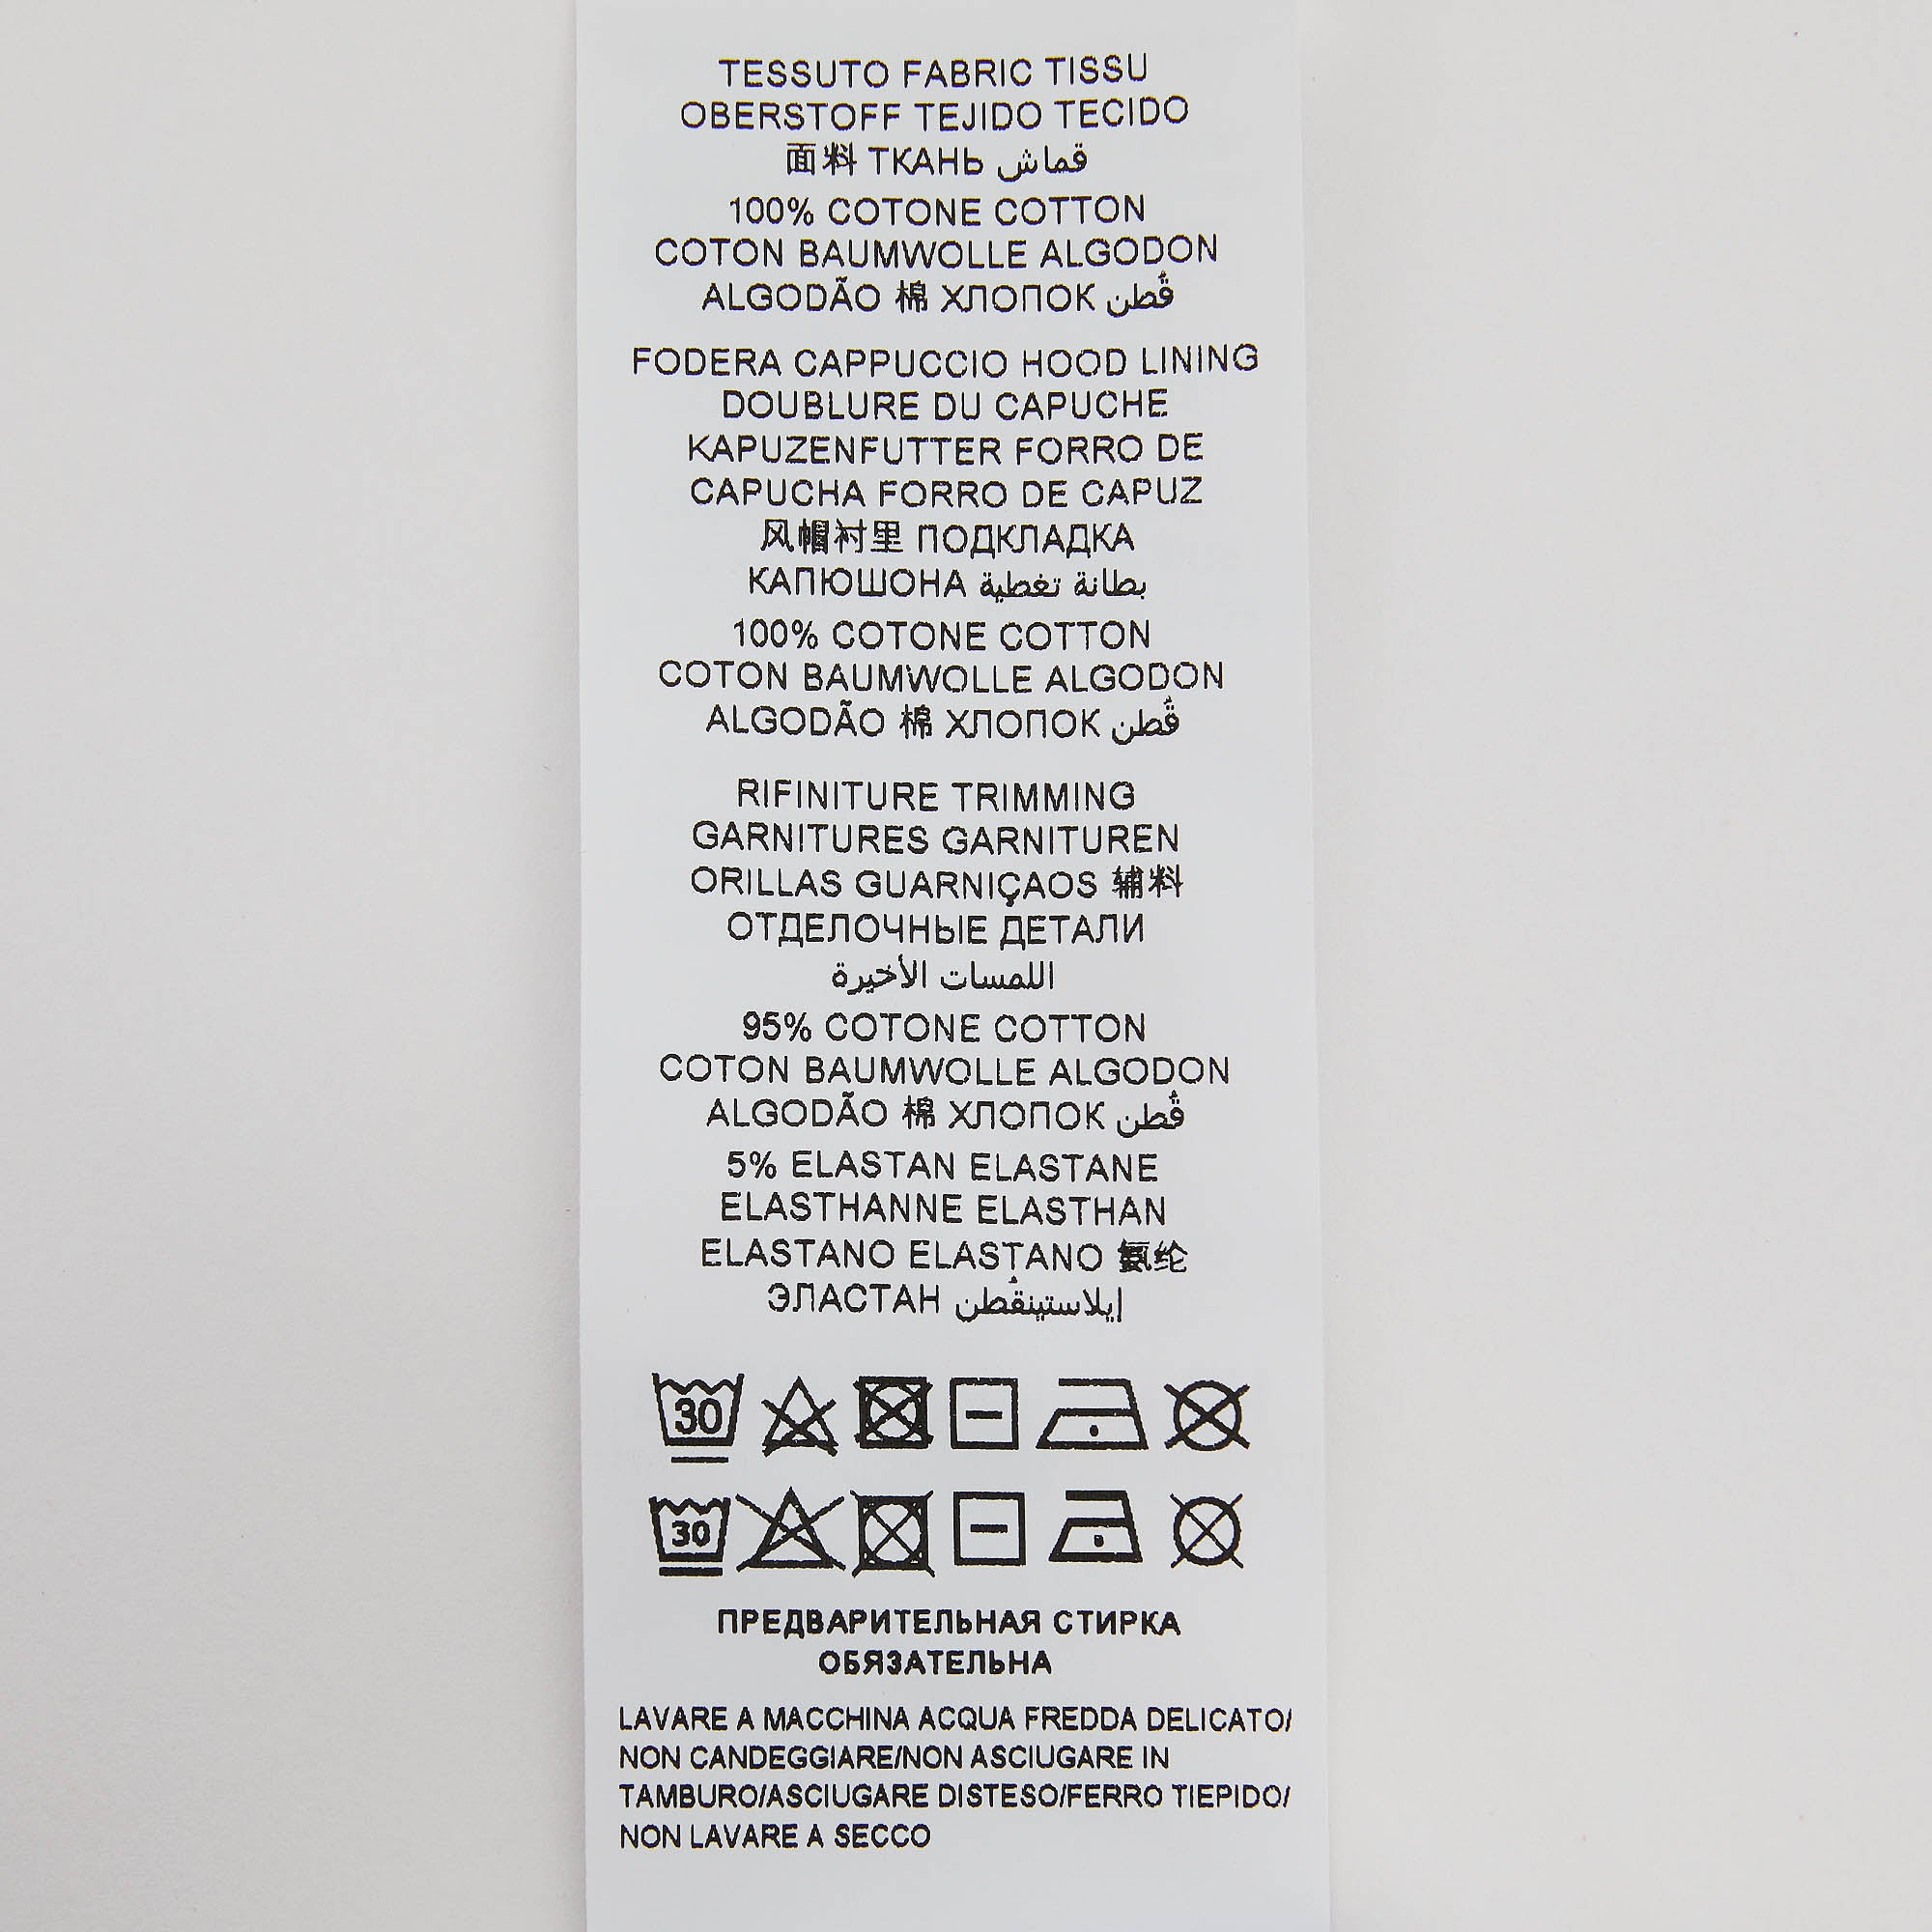 TESSUTO FABRIC TISSU
OBERSTOFF TEJIDO TECIDO
面料 ТКАНЬ قماش
100% COTONE COTTON
COTON BAUMWOLLE ALGODON
ALGODÃO 棉 ХЛОПОК قُطن
FODERA CAPPUCCIO HOOD LINING
DOUBLURE DU CAPUCHE
KAPUZENFUTTER FORRO DE
CAPUCHA FORRO DE CAPUZ
风帽衬里 ПОДКЛАДКА
КАПЮШОНА بطانة تغطية
100% COTONE COTTON
COTON BAUMWOLLE ALGODON
ALGODÃO 棉 ХЛОПОК قُطن
RIFINITURE TRIMMING
GARNITURES GARNITUREN
ORILLAS GUARNIÇAOS 辅料
ОТДЕЛОЧНЫЕ ДЕТАЛИ
اللمسات الأخيرة
95% COTONE COTTON
COTON BAUMWOLLE ALGODON
ALGODÃO 棉 ХЛОПОК قُطن
5% ELASTAN ELASTANE
ELASTHANNE ELASTHAN
ELASTANO ELASTANO 氨纶
ЭЛАСТАН إيلاستينقُطن
30
30
ПРЕДВАРИТЕЛЬНАЯ СТИРКА
ОБЯЗАТЕЛЬНА
LAVARE A MACCHINA ACQUA FREDDA DELICATO/
NON CANDEGGIARE/NON ASCIUGARE IN
TAMBURO/ASCIUGARE DISTESO/FERRO TIEPIDO/
NON LAVARE A SECCO